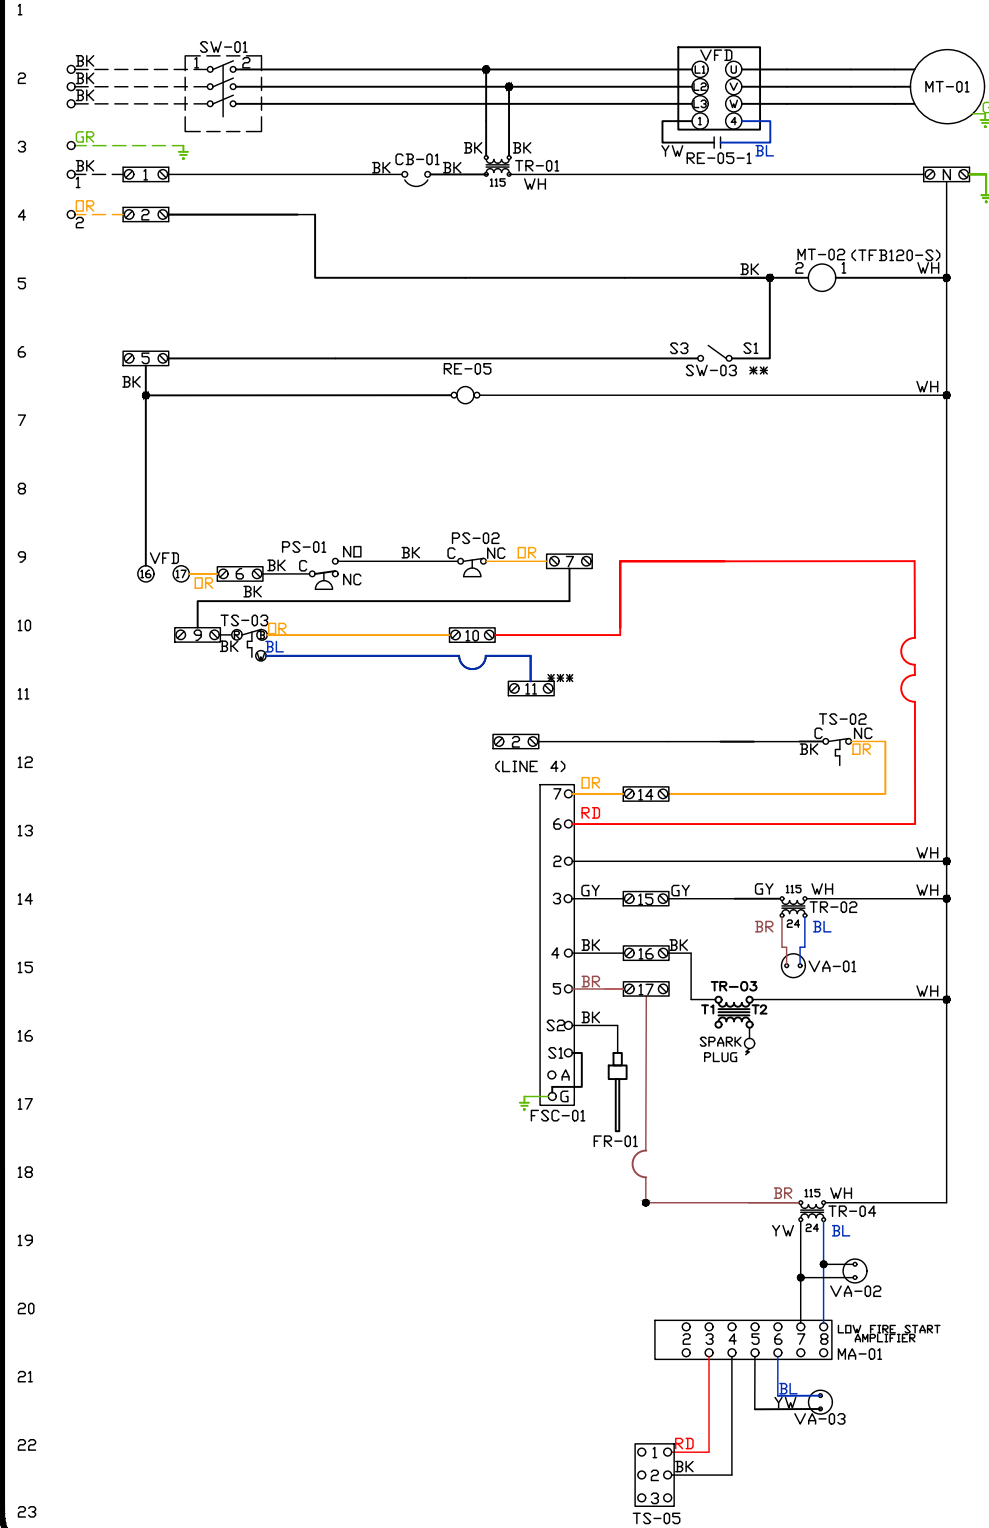 1
SW-01
BK 1 2 VFD
2 BK L1 U
BK L2 V MT-01
L3 W
1 4
3 GR BK BK YW RE-05-1 BL
BK CB-01 TR-01
1 1 BK BK 115 WH N
4 OR 2
2
MT-02 (TFB120-S)
5 BK 2 1 WH
6 5 S3 S1
SW-03 **
BK RE-05 WH
7
8
9 VFD PS-01 NO BK PS-02
C NC OR 7
16 17 OR 6 BK C NC
BK
10 TS-03
9 BK R B OR 10
W BL
11 11 ***
TS-02
2 C NC
BK OR
12 (LINE 4)
7 OR 14
13 6 RD
2 WH
14 3 GY 15 GY GY 115 WH WH
TR-02
BR 24 BL
15 4 BK 16 BK VA-01
5 BR 17 TR-03 WH
T1 T2
16 S2 BK SPARK
PLUG
S1
A
17 G
FSC-01
FR-01
18
BR 115 WH
TR-04
19 YW 24 BL
VA-02
20
2 3 4 5 6 7 8 LOW FIRE START
AMPLIFIER
MA-01
21 BL
YW
VA-03
22 1 RD
2 BK
3
23 TS-05